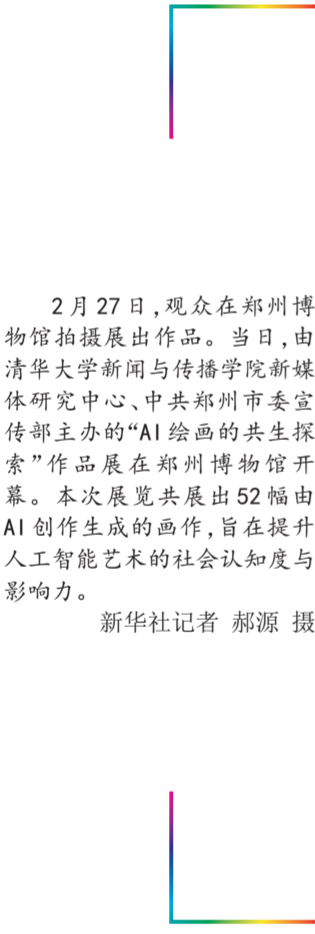 2月27日，观众在郑州博
物馆拍摄展出作品。当日，由
清华大学新闻与传播学院新媒
体研究中心、中共郑州市委宣
传部主办的“AI绘画的共生探
索”作品展在郑州博物馆开
幕。本次展览共展出52幅由
AI创作生成的画作，旨在提升
人工智能艺术的社会认知度与
影响力。
新华社记者 郝源 摄